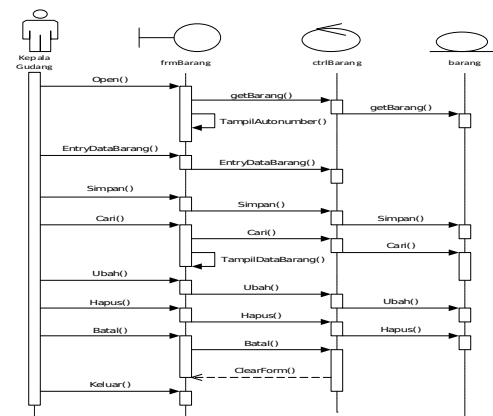 Kepala
Gudang
frmBarang
ctrlBarang
barang
Open()
getBarang()
getBarang()
TampilAutonumber()
EntryDataBarang()
EntryDataBarang()
Simpan()
Simpan()
Simpan()
Cari()
Cari()
Cari()
TampilDataBarang()
Ubah()
Ubah()
Ubah()
Hapus()
Hapus()
Hapus()
Batal()
Batal()
ClearForm()
Keluar()